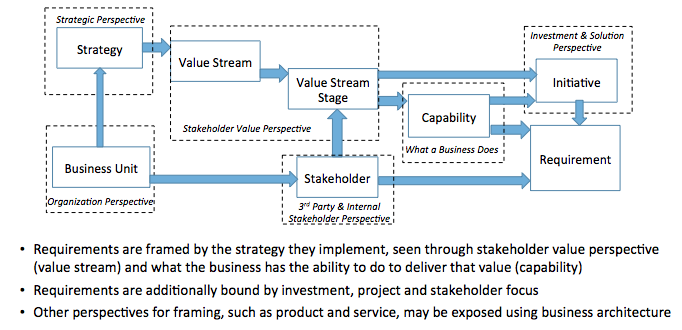 Strategic Perspective
Strategy
Value Stream
Value Stream
Stage
Stakeholder Value Perspective
Investment & Solution
Perspective
Initiative
Capability
What a Business Does
Requirement
Business Unit
Organization Perspective
Stakeholder
3rd Party & Internal
Stakeholder Perspective
• Requirements are framed by the strategy they implement, seen through stakeholder value perspective
(value stream) and what the business has the ability to do to deliver that value (capability)
• Requirements are additionally bound by investment, project and stakeholder focus
• Other perspectives for framing, such as product and service, may be exposed using business architecture